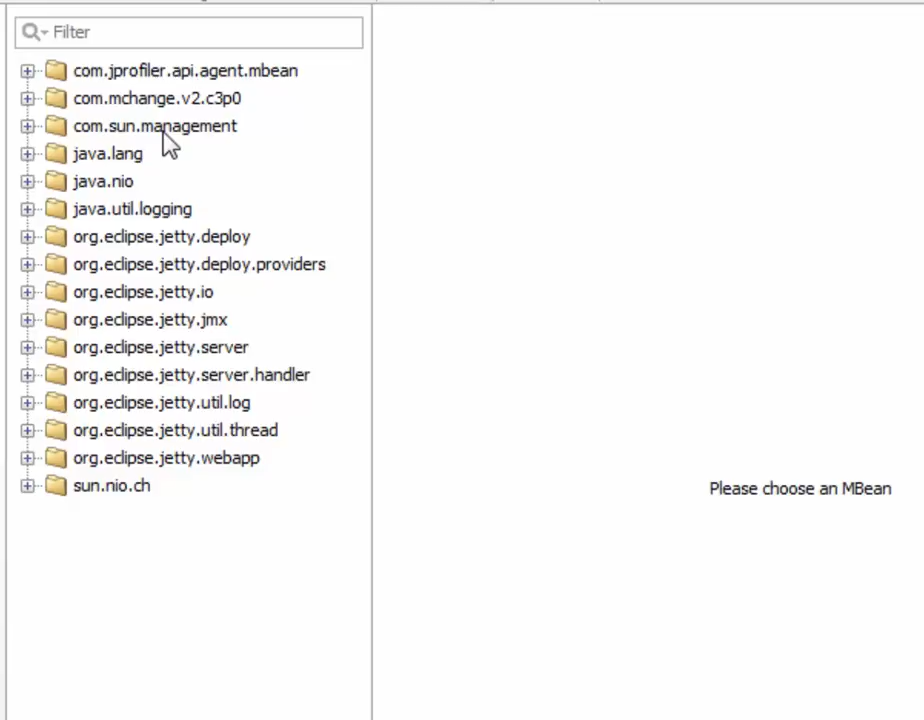 Filter
com.jprofiler.api.agent.mbean
com.mchange.v2.c3p0
com.sun.management
java.lang
java.nio
java.util.logging
org.eclipse.jetty.deploy
org.eclipse.jetty.deploy.providers
org.eclipse.jetty.io
org.eclipse.jetty.jmx
org.eclipse.jetty.server
org.eclipse.jetty.server.handler
org.eclipse.jetty.util.log
org.eclipse.jetty.util.thread
org.eclipse.jetty.webapp
sun.nio.ch
Please choose an MBean